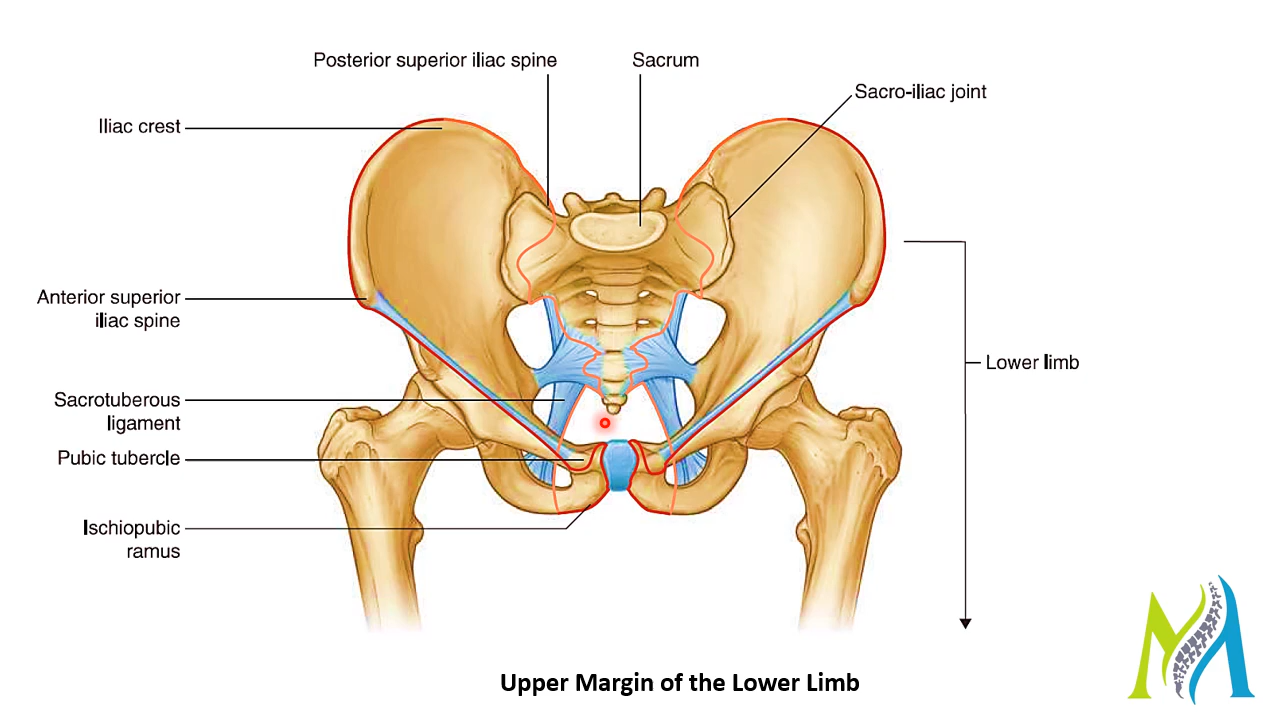 Posterior superior iliac spine
Sacrum
Sacro-iliac joint
Iliac crest
Anterior superior
iliac spine
Lower limb
Sacrotuberous
ligament
Pubic tubercle
Ischiopubic
ramus
Upper Margin of the Lower Limb